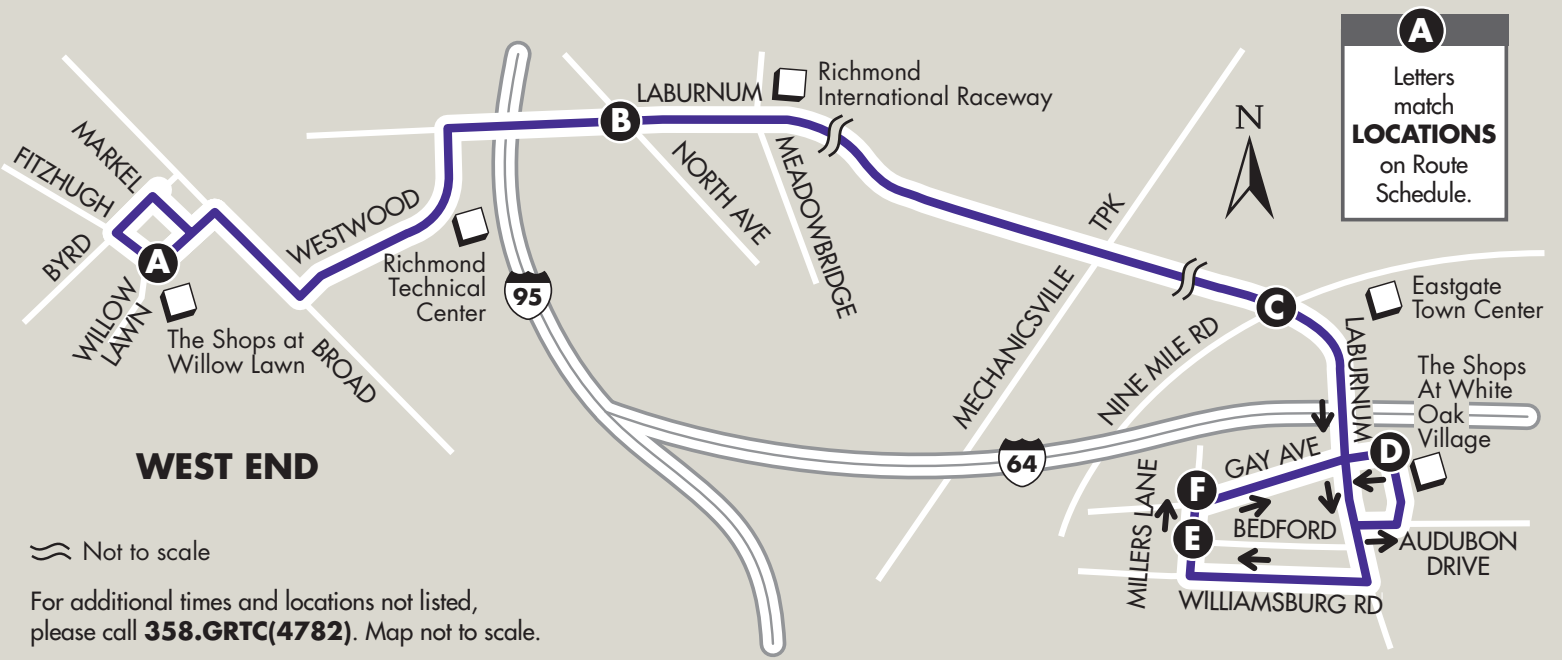 A
Letters
match
LOCATIONS
on Route
Schedule.
N
MARKEL
FITZHUGH
BYRD
A
WILLOW
LAWN
The Shops at
Willow Lawn
BROAD
WESTWOOD
Richmond
Technical
Center
95
B
LABURNUM
Richmond
International Raceway
NORTH AVE
MEADOWBRIDGE
MECHANICSVILLE
TPK
NINE MILE RD
C
Eastgate
Town Center
LABURNUM
The Shops
At White
Oak
Village
64
D
GAY AVE
F
E
MILLERS LANE
BEDFORD
AUDUBON
DRIVE
WILLIAMSBURG RD
WEST END
Not to scale
For additional times and locations not listed,
please call 358.GRTC(4782). Map not to scale.